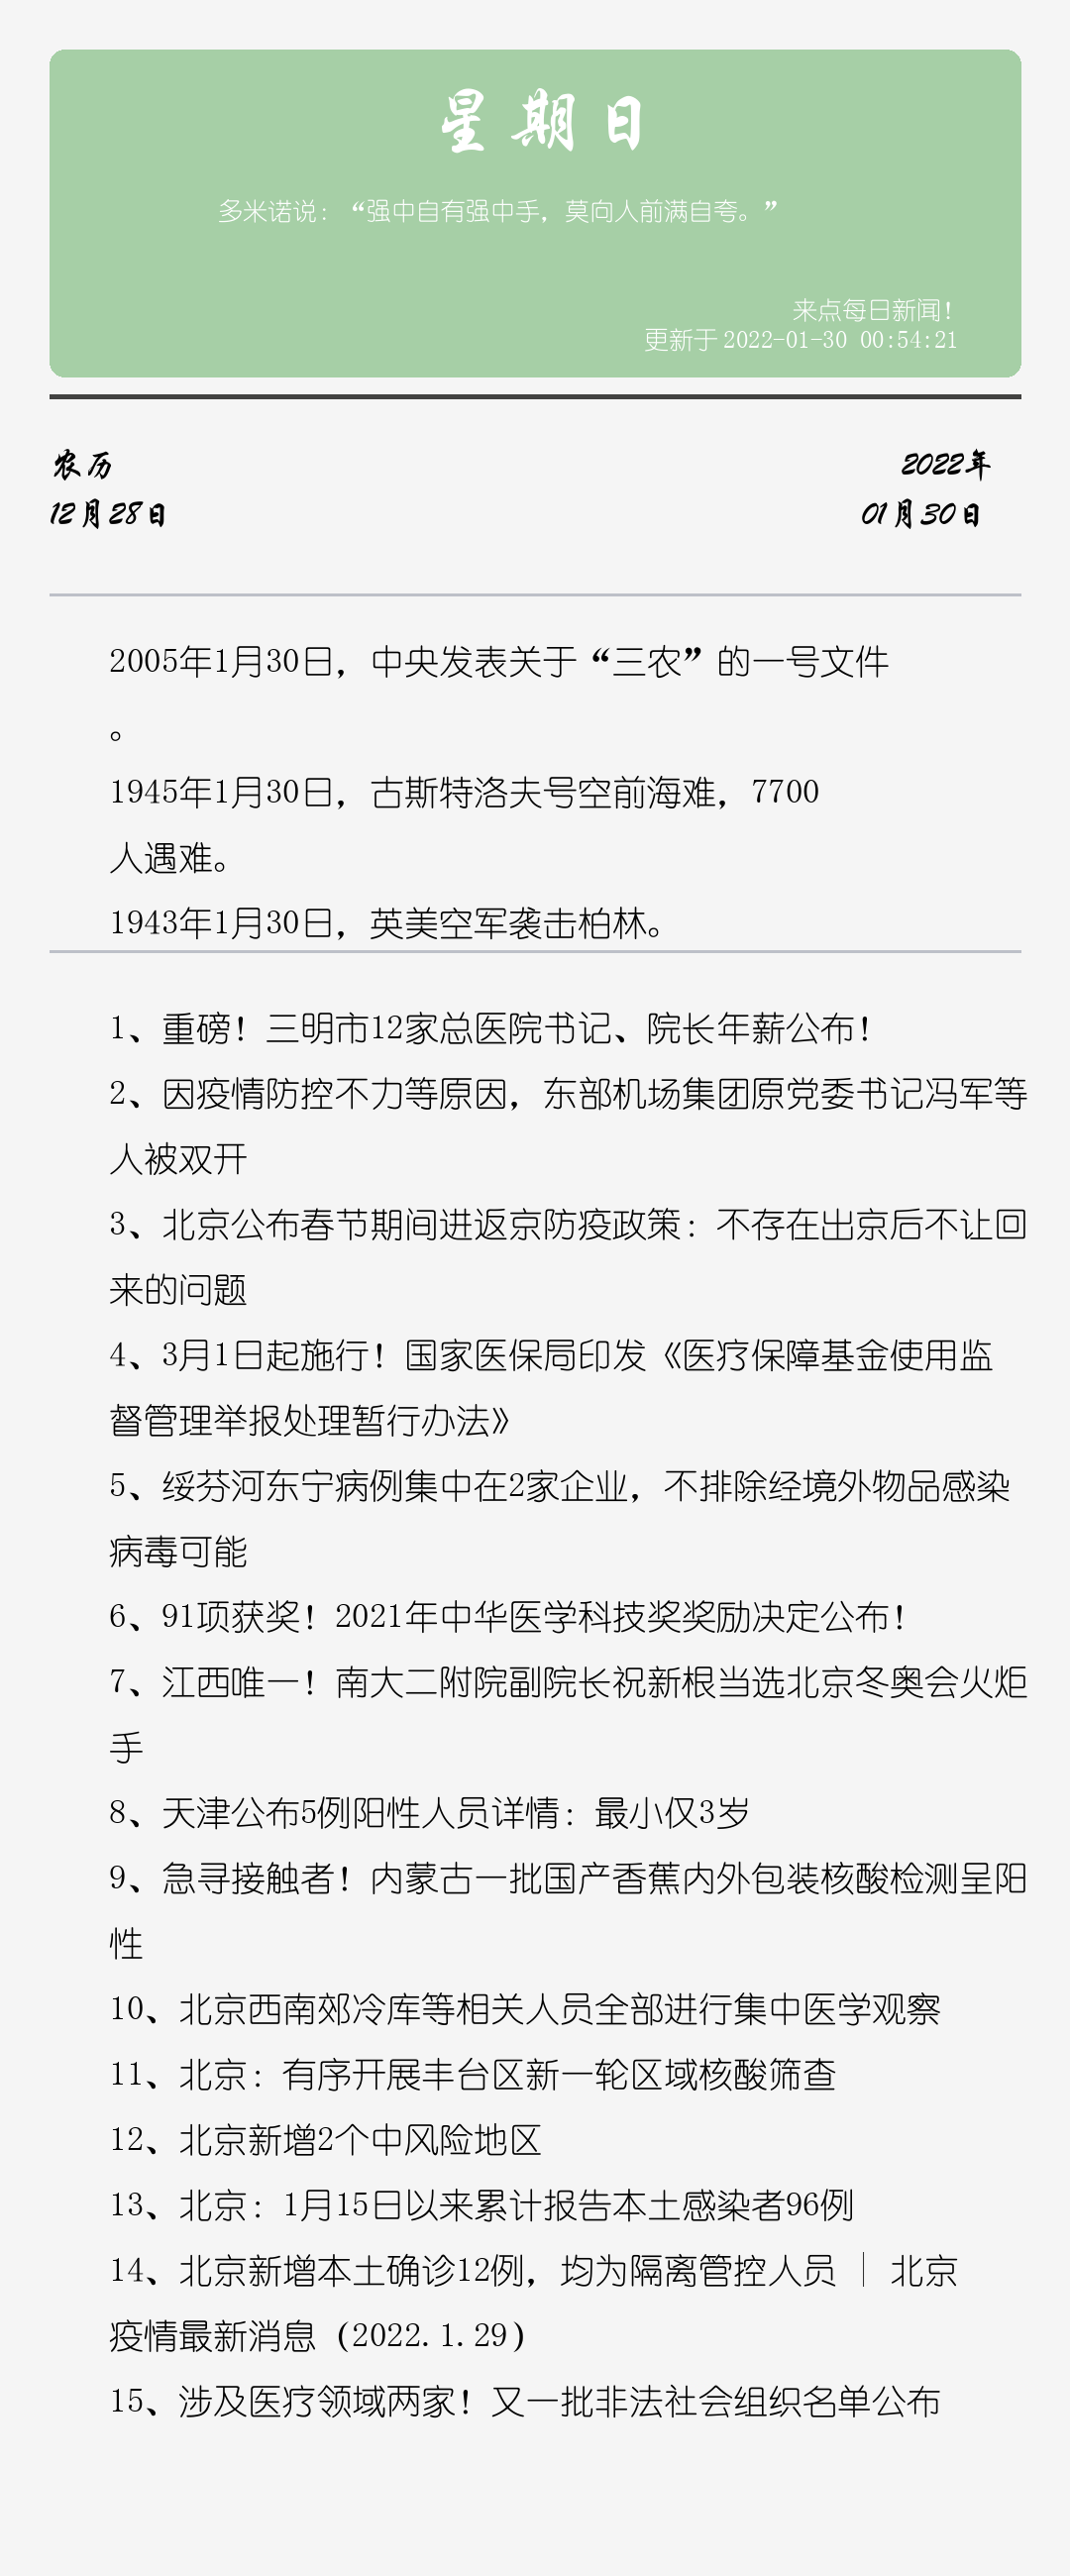 星期日
多米诺说：“强中自有强中手，莫向人前满自夸。”
来点每日新闻！
更新于 2022-01-30 00:54:21
农历
2022年
12月28日
01月30日
2005年1月30日，中央发表关于“三农”的一号文件
。
1945年1月30日，古斯特洛夫号空前海难，7700
人遇难。
1943年1月30日，英美空军袭击柏林。
1、重磅！三明市12家总医院书记、院长年薪公布！
2、因疫情防控不力等原因，东部机场集团原党委书记冯军等
人被双开
3、北京公布春节期间进返京防疫政策：不存在出京后不让回
来的问题
4、3月1日起施行！国家医保局印发《医疗保障基金使用监
督管理举报处理暂行办法》
5、绥芬河东宁病例集中在2家企业，不排除经境外物品感染
病毒可能
6、91项获奖！2021年中华医学科技奖奖励决定公布！
7、江西唯一！南大二附院副院长祝新根当选北京冬奥会火炬
手
8、天津公布5例阳性人员详情：最小仅3岁
9、急寻接触者！内蒙古一批国产香蕉内外包装核酸检测呈阳
性
10、北京西南郊冷库等相关人员全部进行集中医学观察
11、北京：有序开展丰台区新一轮区域核酸筛查
12、北京新增2个中风险地区
13、北京：1月15日以来累计报告本土感染者96例
14、北京新增本土确诊12例，均为隔离管控人员 | 北京
疫情最新消息（2022.1.29）
15、涉及医疗领域两家！又一批非法社会组织名单公布